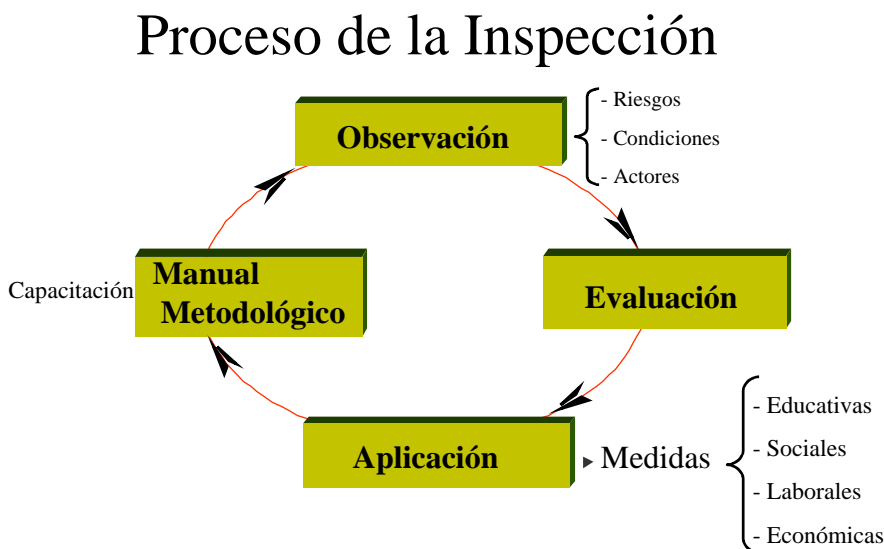 Proceso de la Inspección
Observación
- Riesgos
- Condiciones
- Actores
Capacitación
Manual
Metodológico
Evaluación
Aplicación
Medidas
- Educativas
- Sociales
- Laborales
- Económicas